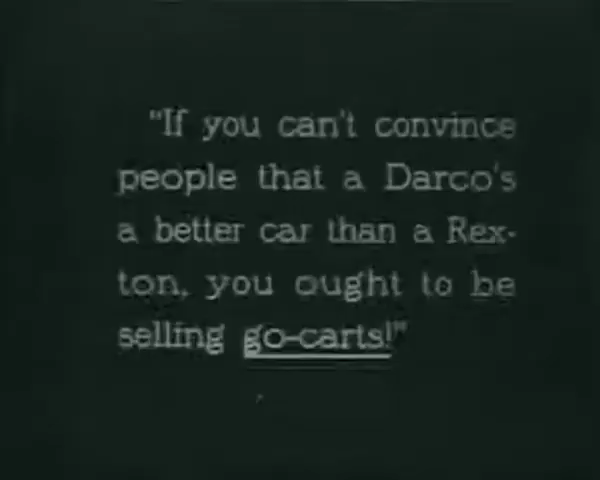 "If you can't convince
people that a Darco's
a better car than a Rex-
ton, you ought to be
selling go-carts!"